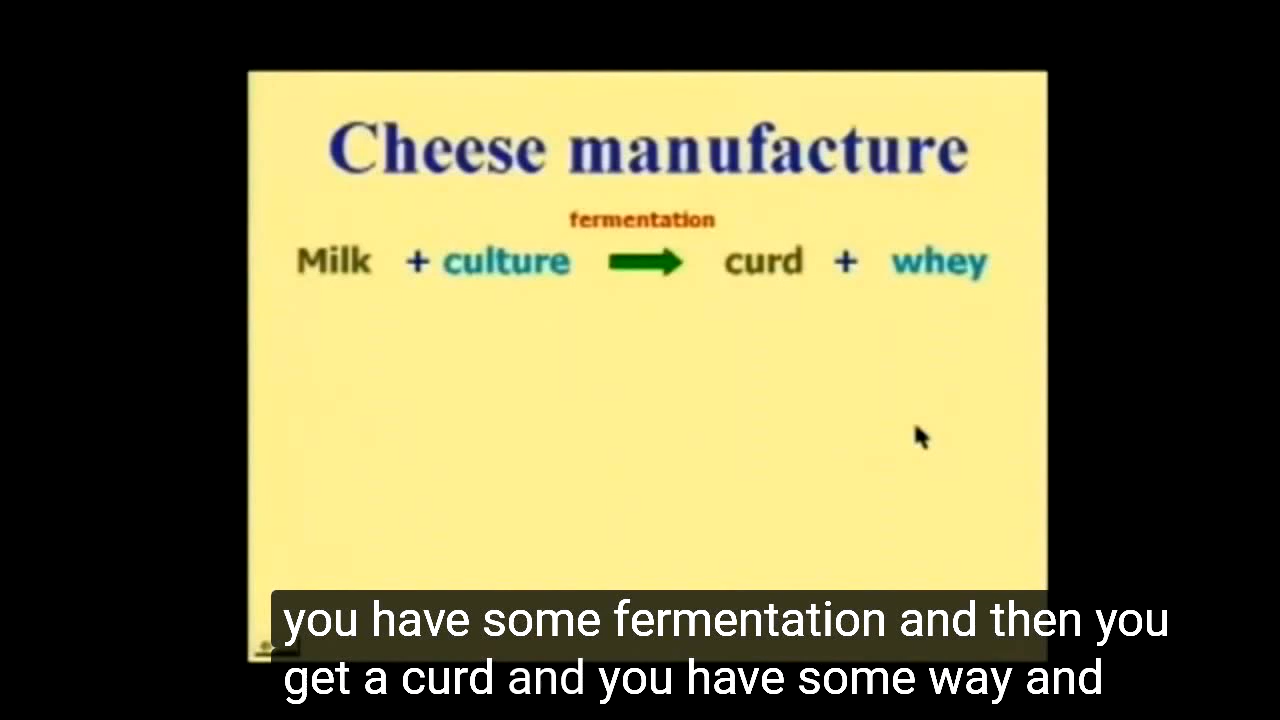 Cheese manufacture
fermentation
Milk + culture curd + whey
you have some fermentation and then you
get a curd and you have some way and